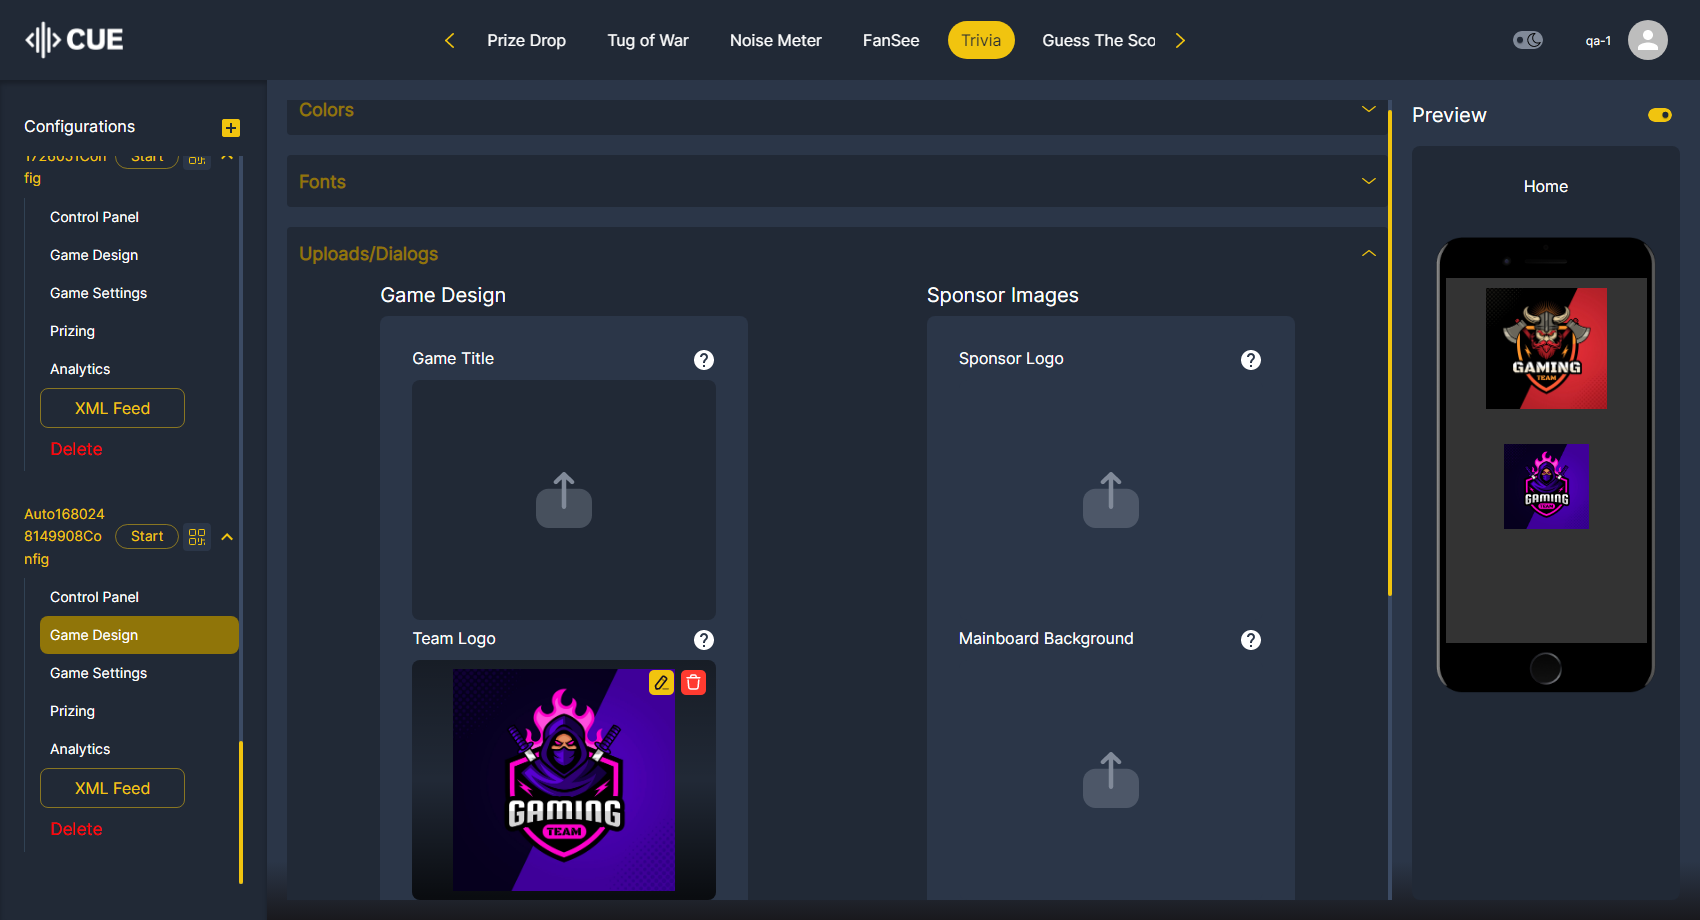 CUE
Prize Drop
Tug of War
Noise Meter
FanSee
Trivia
Guess The Sco
qa-1
Configurations
Start
fig
Control Panel
Game Design
Game Settings
Prizing
Analytics
XML Feed
Delete
Auto168024
8149908Co
nfig
Start
Control Panel
Game Design
Game Settings
Prizing
Analytics
XML Feed
Delete
Colors
Fonts
Uploads/Dialogs
Game Design
Game Title
Team Logo
GAMING
TEAM
Sponsor Images
Sponsor Logo
Mainboard Background
Preview
Home
GAMING
TEAM
GAMING
TEAM